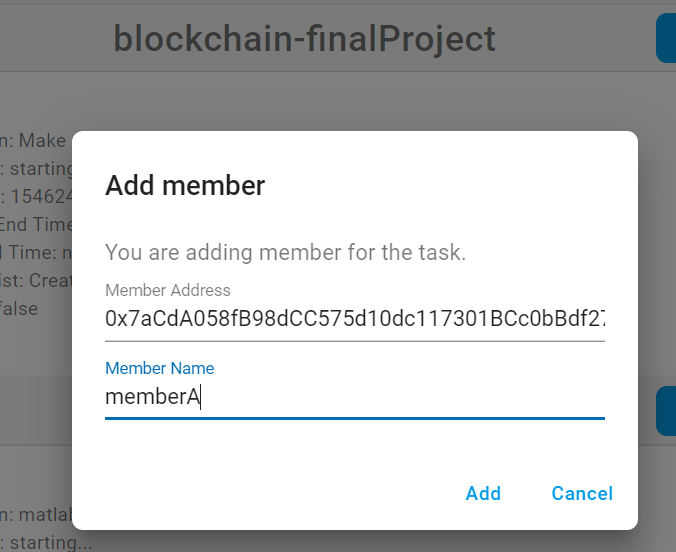 blockchain-finalProject
n: Make
: starting
: 154624
End Time
l Time: n
ist: Creat
false
Add member
You are adding member for the task.
Member Address
0x7aCdA058fB98dCC575d10dc117301BCc0bBdf27
Member Name
memberA
Add Cancel
n: matlab
: starting...